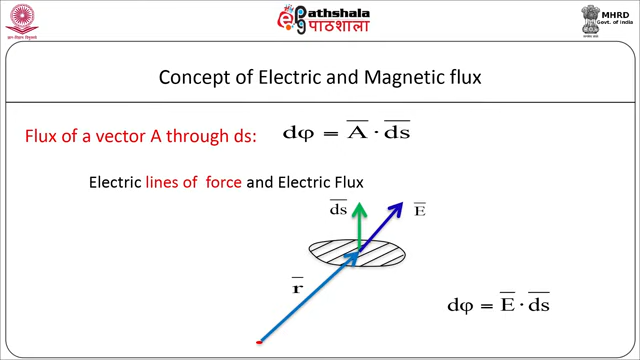 Pathshala
पाठशाला
MHRD
Govt. of India
Concept of Electric and Magnetic flux
Flux of a vector A through ds: dφ = A · ds
Electric lines of force and Electric Flux
ds
E
r
dφ = E · ds